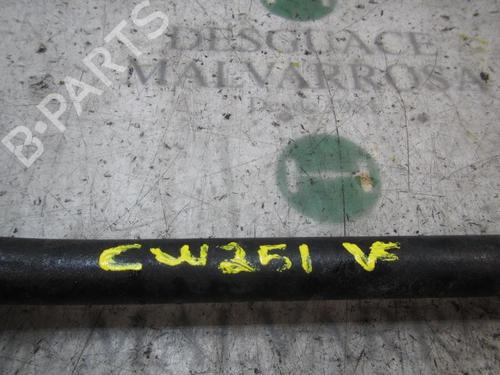 B-PARTS
DESGUACE
MALVARROSA
CW251 V